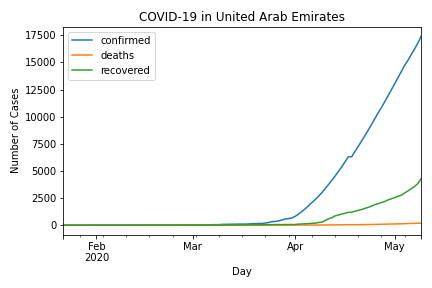 COVID-19 in United Arab Emirates
confirmed
deaths
recovered
17500
15000
12500
10000
7500
5000
2500
0
Number of Cases
Feb
2020
Mar
Apr
May
Day